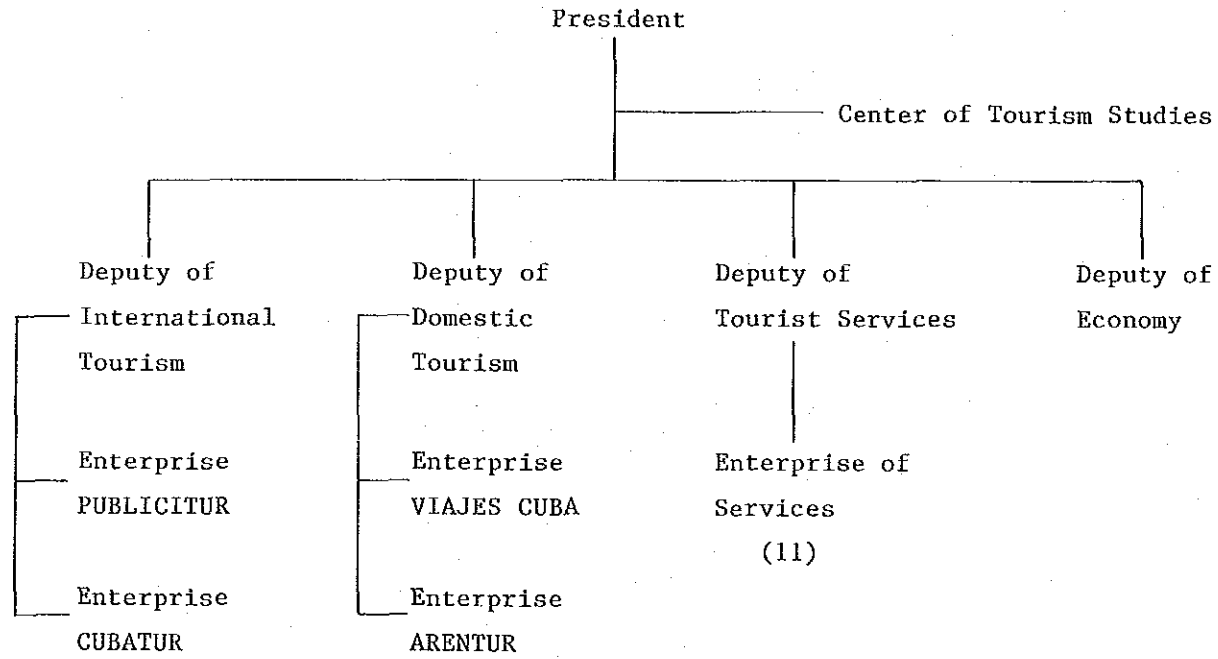 President
Center of Tourism Studies
Deputy of
International
Tourism
Enterprise
PUBLICITUR
Enterprise
CUBATUR
Deputy of
Domestic
Tourism
Enterprise
VIAJES CUBA
Enterprise
ARENTUR
Deputy of
Tourist Services
Enterprise of
Services
(11)
Deputy of
Economy